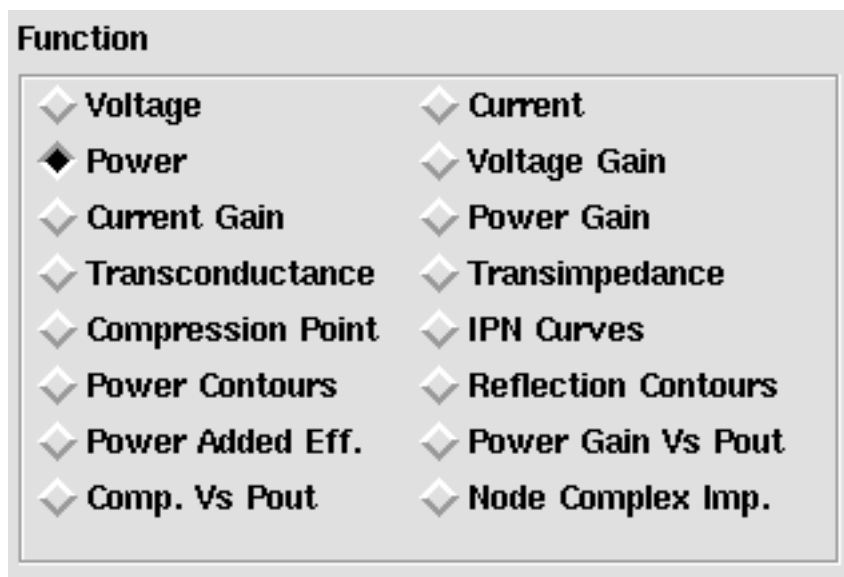 Function
Voltage Current
Power Voltage Gain
Current Gain Power Gain
Transconductance Transimpedance
Compression Point IPN Curves
Power Contours Reflection Contours
Power Added Eff. Power Gain Vs Pout
Comp. Vs Pout Node Complex Imp.